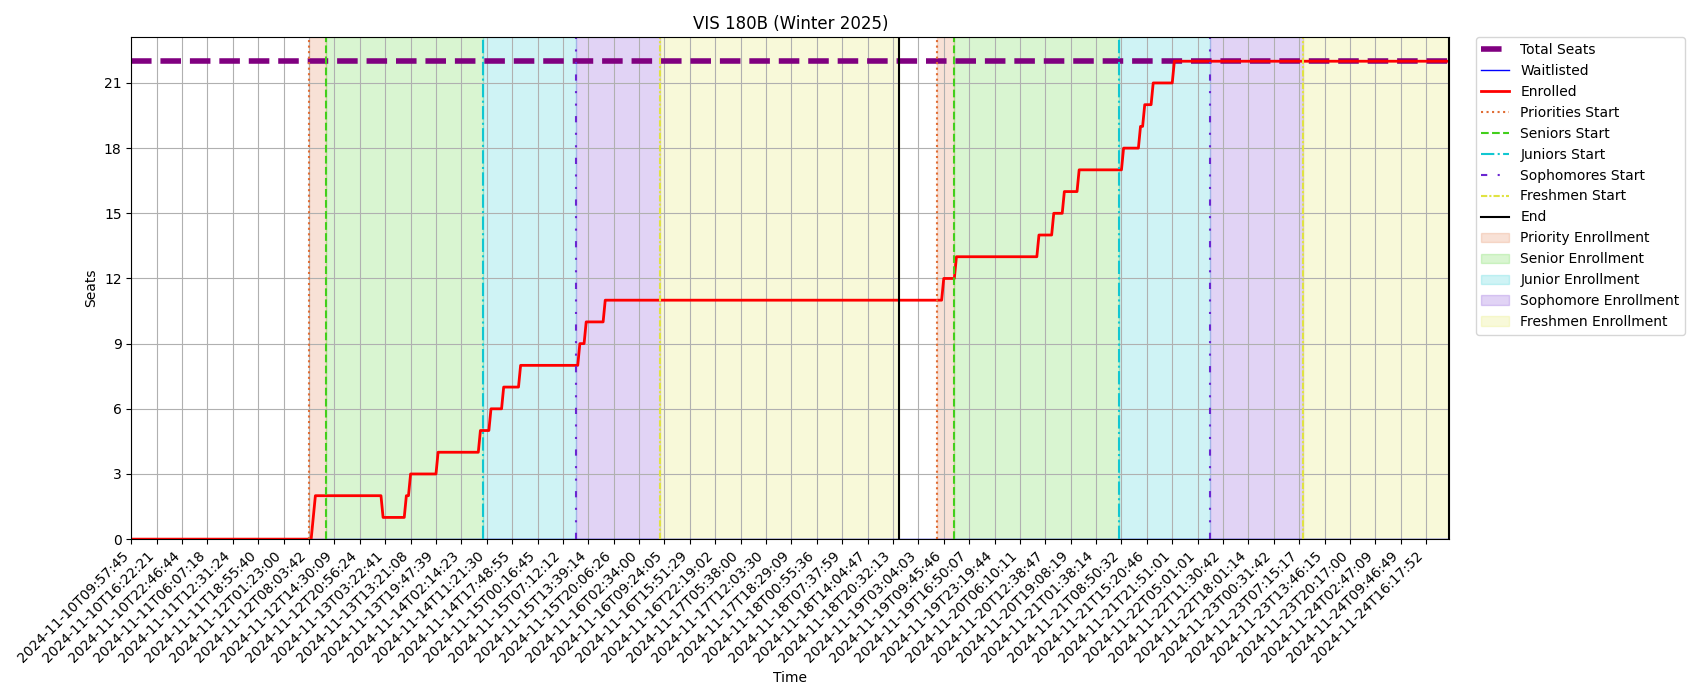 VIS 180B (Winter 2025)
Seats
21
18
15
12
9
6
3
0
2024-11-10T09:57:45
2024-11-10T16:22:21
2024-11-10T22:46:44
2024-11-11T06:07:18
2024-11-11T12:31:24
2024-11-11T18:55:40
2024-11-12T01:23:00
2024-11-12T08:03:42
2024-11-12T14:30:09
2024-11-12T20:56:24
2024-11-13T03:22:41
2024-11-13T13:21:08
2024-11-13T19:47:39
2024-11-14T02:14:23
2024-11-14T11:21:30
2024-11-14T17:48:55
2024-11-15T00:16:45
2024-11-15T07:12:12
2024-11-15T13:39:14
2024-11-15T20:06:26
2024-11-16T02:34:00
2024-11-16T09:24:05
2024-11-16T15:51:29
2024-11-16T22:19:02
2024-11-17T05:38:00
2024-11-17T12:03:30
2024-11-17T18:29:09
2024-11-18T00:55:36
2024-11-18T07:37:59
2024-11-18T14:04:47
2024-11-18T20:32:13
2024-11-19T03:04:03
2024-11-19T09:45:46
2024-11-19T16:50:07
2024-11-19T23:19:44
2024-11-20T06:10:11
2024-11-20T12:38:47
2024-11-20T19:08:19
2024-11-21T01:38:14
2024-11-21T08:50:32
2024-11-21T15:20:46
2024-11-21T21:51:01
2024-11-22T05:01:01
2024-11-22T11:30:42
2024-11-22T18:01:14
2024-11-23T00:31:42
2024-11-23T07:15:17
2024-11-23T13:46:15
2024-11-23T20:17:00
2024-11-24T02:47:09
2024-11-24T09:46:49
2024-11-24T16:17:52
Time
Total Seats
Waitlisted
Enrolled
Priorities Start
Seniors Start
Juniors Start
Sophomores Start
Freshmen Start
End
Priority Enrollment
Senior Enrollment
Junior Enrollment
Sophomore Enrollment
Freshmen Enrollment